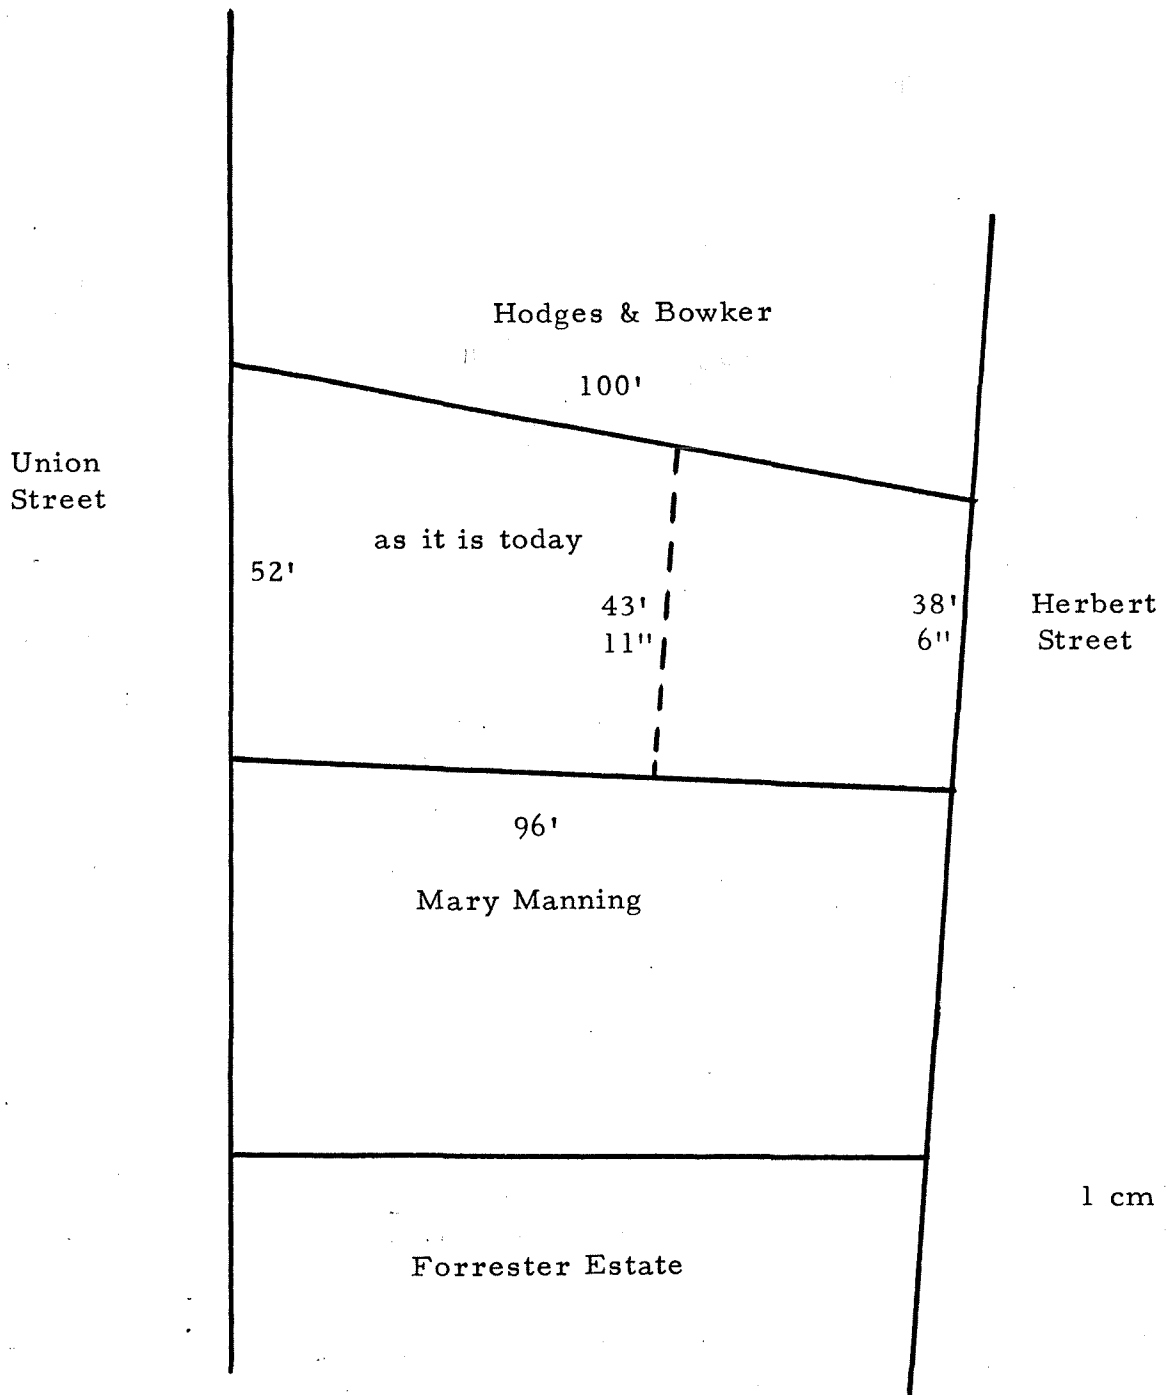 Hodges & Bowker
100'
Union
Street
as it is today
52'
43'
11"
38'
6"
Herbert
Street
96'
Mary Manning
1 cm
Forrester Estate